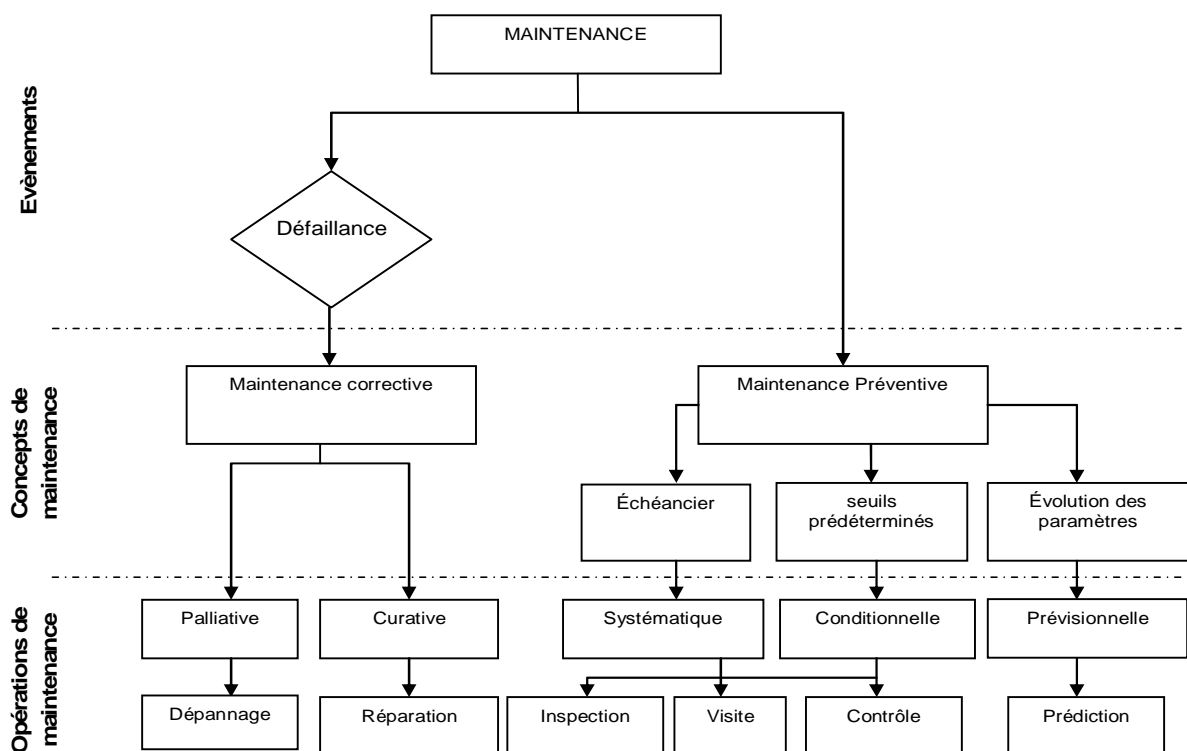 MAINTENANCE
Evènements
Défaillance
Concepts de
maintenance
Maintenance corrective
Maintenance Préventive
Échéancier
seuils
prédéterminés
Évolution des
paramètres
Opérations de
maintenance
Palliative
Curative
Systématique
Conditionnelle
Prévisionnelle
Dépannage
Réparation
Inspection
Visite
Contrôle
Prédiction